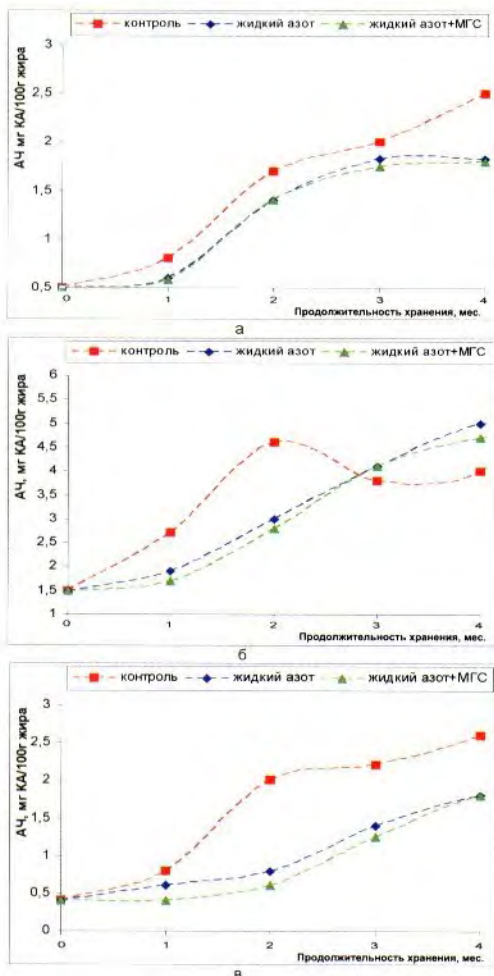 контроль жидкий азот жидкий азот+МГС
АЧ мг КА/100г жира
3
2,5
2
1,5
1
0,5
0 1 2 3 4
Продолжительность хранения, мес.
а
контроль жидкий азот жидкий азот+МГС
АЧ, мг КА/100г жира
6
5,5
5
4,5
4
3,5
3
2,5
2
1,5
1
0 1 2 3 4
Продолжительность хранения, мес.
б
контроль жидкий азот жидкий азот+МГС
АЧ, мг КА/100г жира
3
2,5
2
1,5
1
0,5
0
0 1 2 3 4
Продолжительность хранения, мес.
в